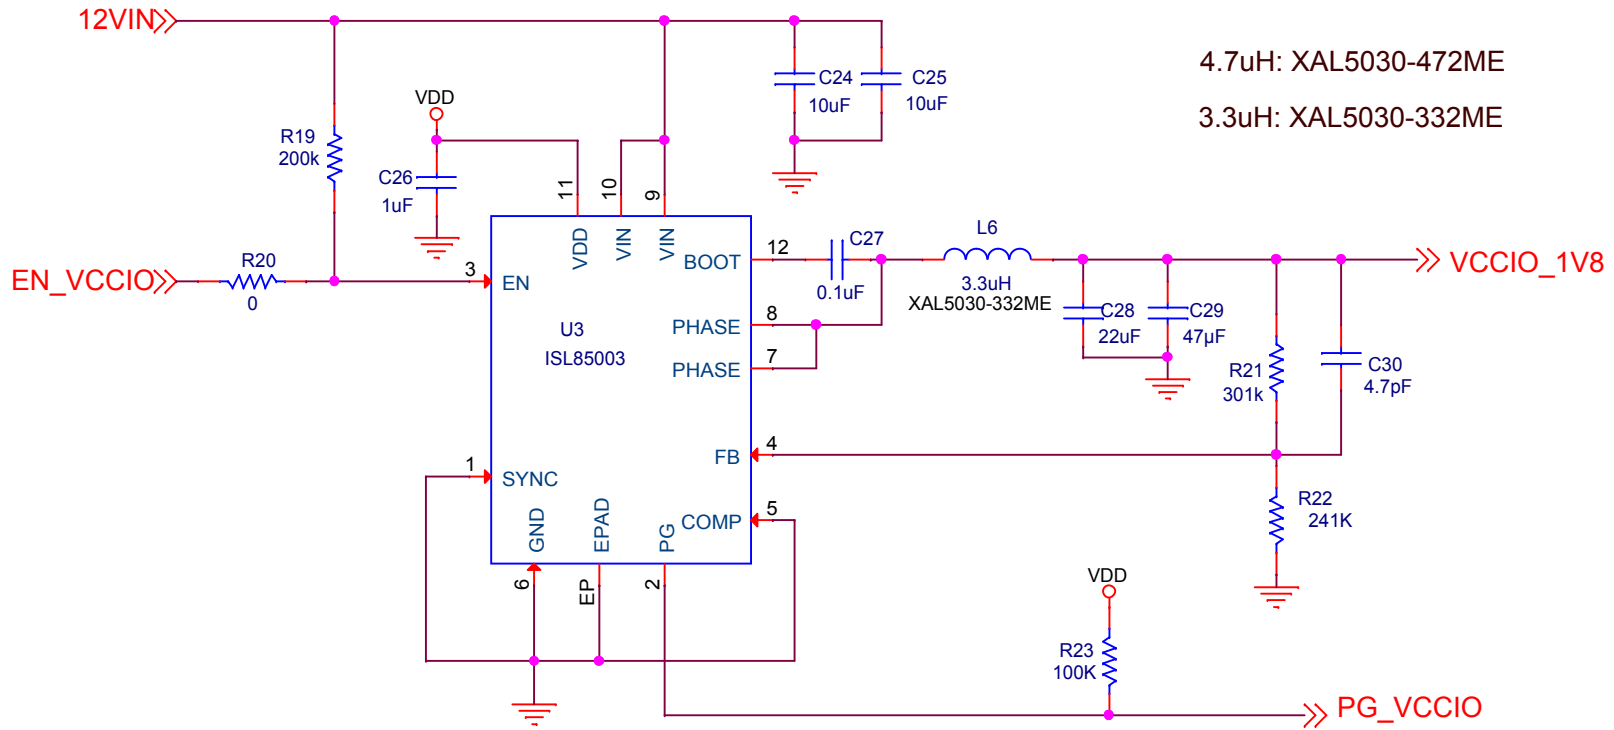 12VIN
4.7uH: XAL5030-472ME
3.3uH: XAL5030-332ME
C24
10uF
C25
10uF
VDD
R19
200k
C26
1uF
11
10
9
VDD
VIN
VIN
EN_VCCIO
R20
0
3
EN
BOOT
12
C27
0.1uF
L6
3.3uH
XAL5030-332ME
VCCIO_1V8
U3
ISL85003
PHASE
8
PHASE
7
C28
22uF
C29
47µF
R21
301k
C30
4.7pF
FB
4
1
SYNC
GND
EPAD
PG
COMP
5
R22
241K
6
EP
2
VDD
R23
100K
PG_VCCIO